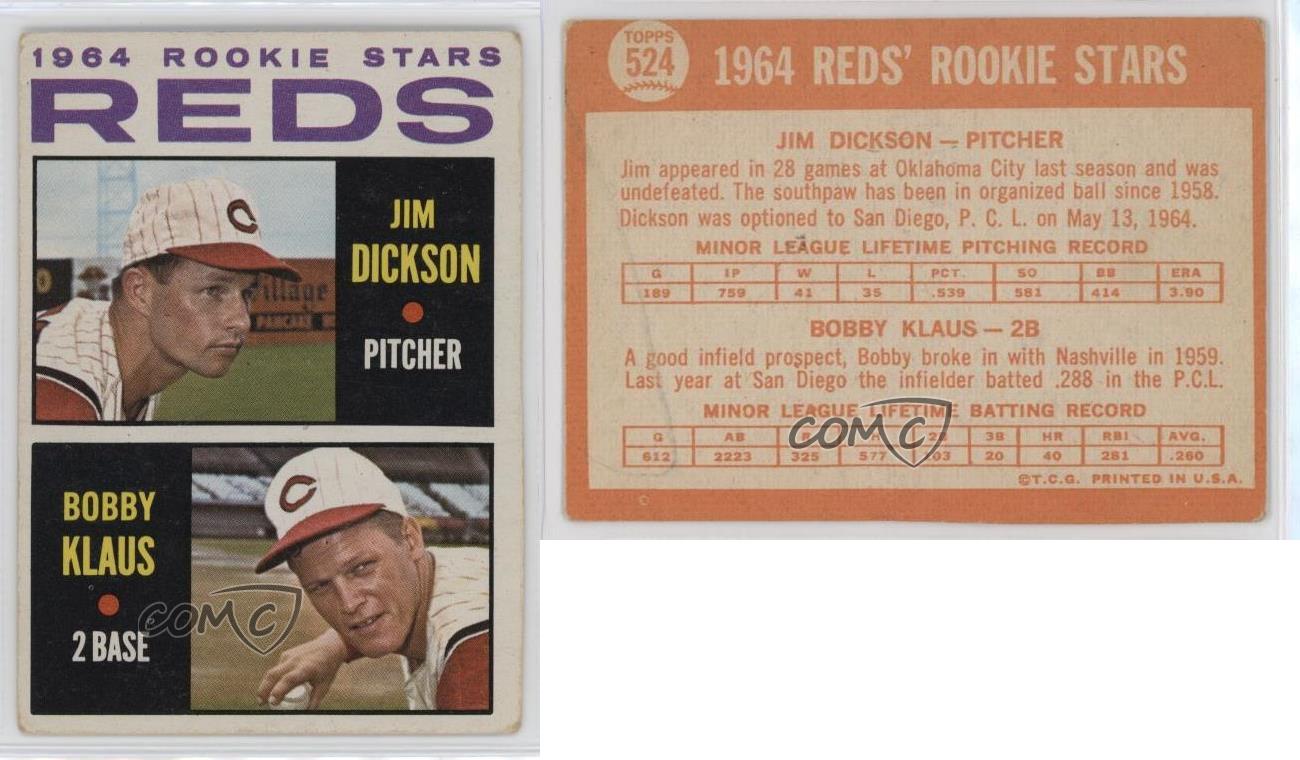 1964 ROOKIE STARS
REDS
JIM
DICKSON
PITCHER
Village
PANCAKE
BOBBY
KLAUS
2 BASE
COMC
TOPPS
524
1964 REDS' ROOKIE STARS
JIM DICKSON — PITCHER
Jim appeared in 28 games at Oklahoma City last season and was
undefeated. The southpaw has been in organized ball since 1958.
Dickson was optioned to San Diego, P. C. L. on May 13, 1964.
MINOR LEAGUE LIFETIME PITCHING RECORD
G IP W L PCT. SO BB ERA
189 759 41 35 .539 581 414 3.90
BOBBY KLAUS — 2B
A good infield prospect, Bobby broke in with Nashville in 1959.
Last year at San Diego the infielder batted .288 in the P.C.L.
MINOR LEAGUE LIFETIME BATTING RECORD
G AB R H 2B 3B HR RBI AVG.
612 2223 325 577 103 20 40 281 .260
COMC
©T.C.G. PRINTED IN U.S.A.